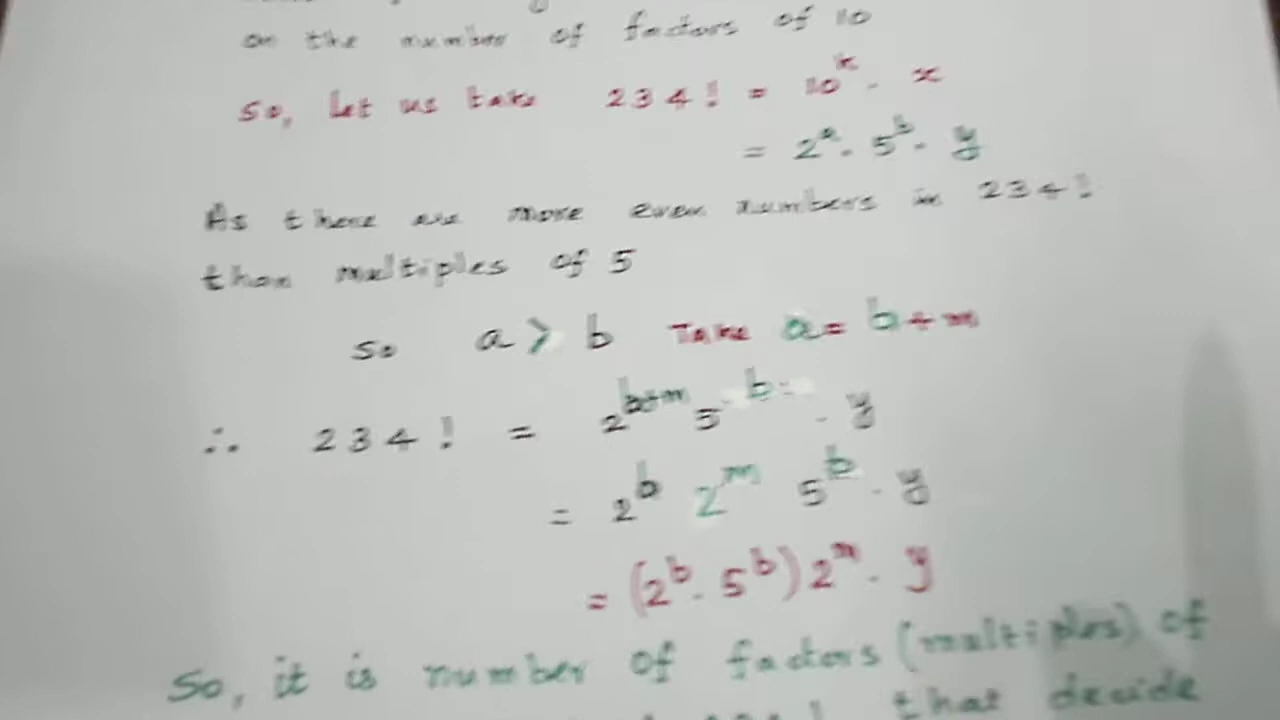 on the number of factors of 10
So, Let us take 234! = 10^k . x
= 2^a . 5^b . y
As there are more even numbers in 234!
than multiples of 5
so a > b Take a = b+m
∴ 234! = 2^{b+m} 5^b . y
= 2^b 2^m 5^b . y
= (2^b . 5^b) 2^m . y
So, it is number of factors (multiples) of
that decide